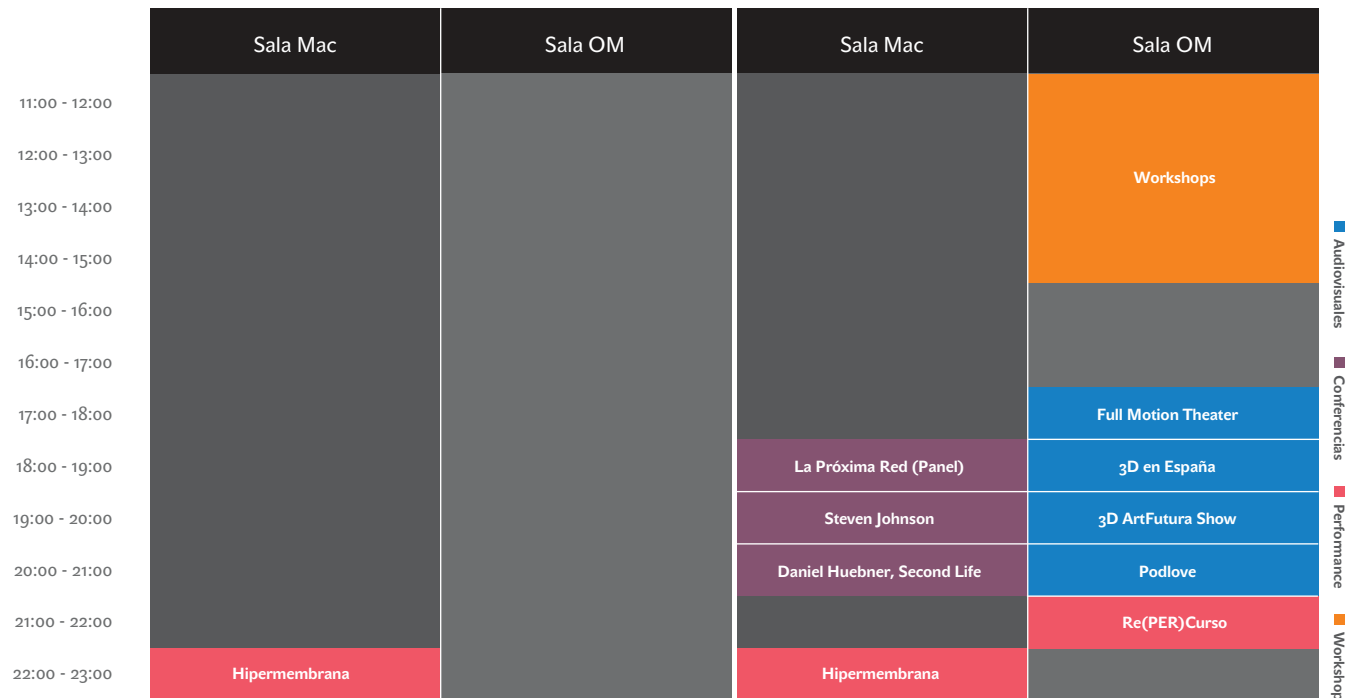 Sala Mac Sala OM Sala Mac Sala OM
11:00 - 12:00
12:00 - 13:00
Workshops
13:00 - 14:00
14:00 - 15:00
15:00 - 16:00
16:00 - 17:00
17:00 - 18:00 Full Motion Theater
18:00 - 19:00 La Próxima Red (Panel) 3D en España
19:00 - 20:00 Steven Johnson 3D ArtFutura Show
20:00 - 21:00 Daniel Huebner, Second Life Podlove
21:00 - 22:00 Re(PER)Curso
22:00 - 23:00 Hipermembrana Hipermembrana
Audiovisuales
Conferencias
Performance
Workshop